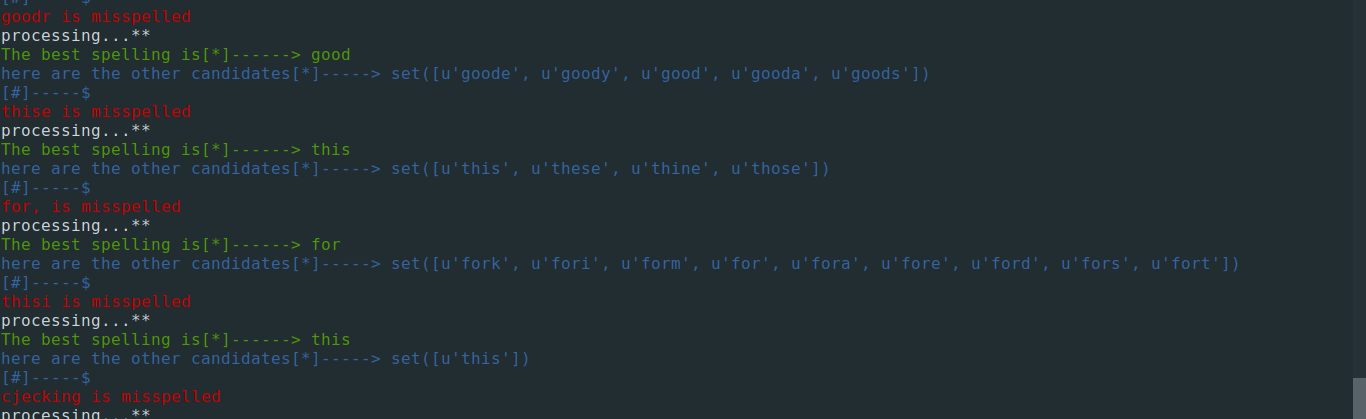 [#]-----$
goodr is misspelled
processing...**
The best spelling is[*]------> good
here are the other candidates[*]-----> set([u'goode', u'goody', u'good', u'gooda', u'goods'])
[#]-----$
thise is misspelled
processing...**
The best spelling is[*]------> this
here are the other candidates[*]-----> set([u'this', u'these', u'thine', u'those'])
[#]-----$
for, is misspelled
processing...**
The best spelling is[*]------> for
here are the other candidates[*]-----> set([u'fork', u'fori', u'form', u'for', u'fora', u'fore', u'ford', u'fors', u'fort'])
[#]-----$
thisi is misspelled
processing...**
The best spelling is[*]------> this
here are the other candidates[*]-----> set([u'this'])
[#]-----$
cjecking is misspelled
processing...**